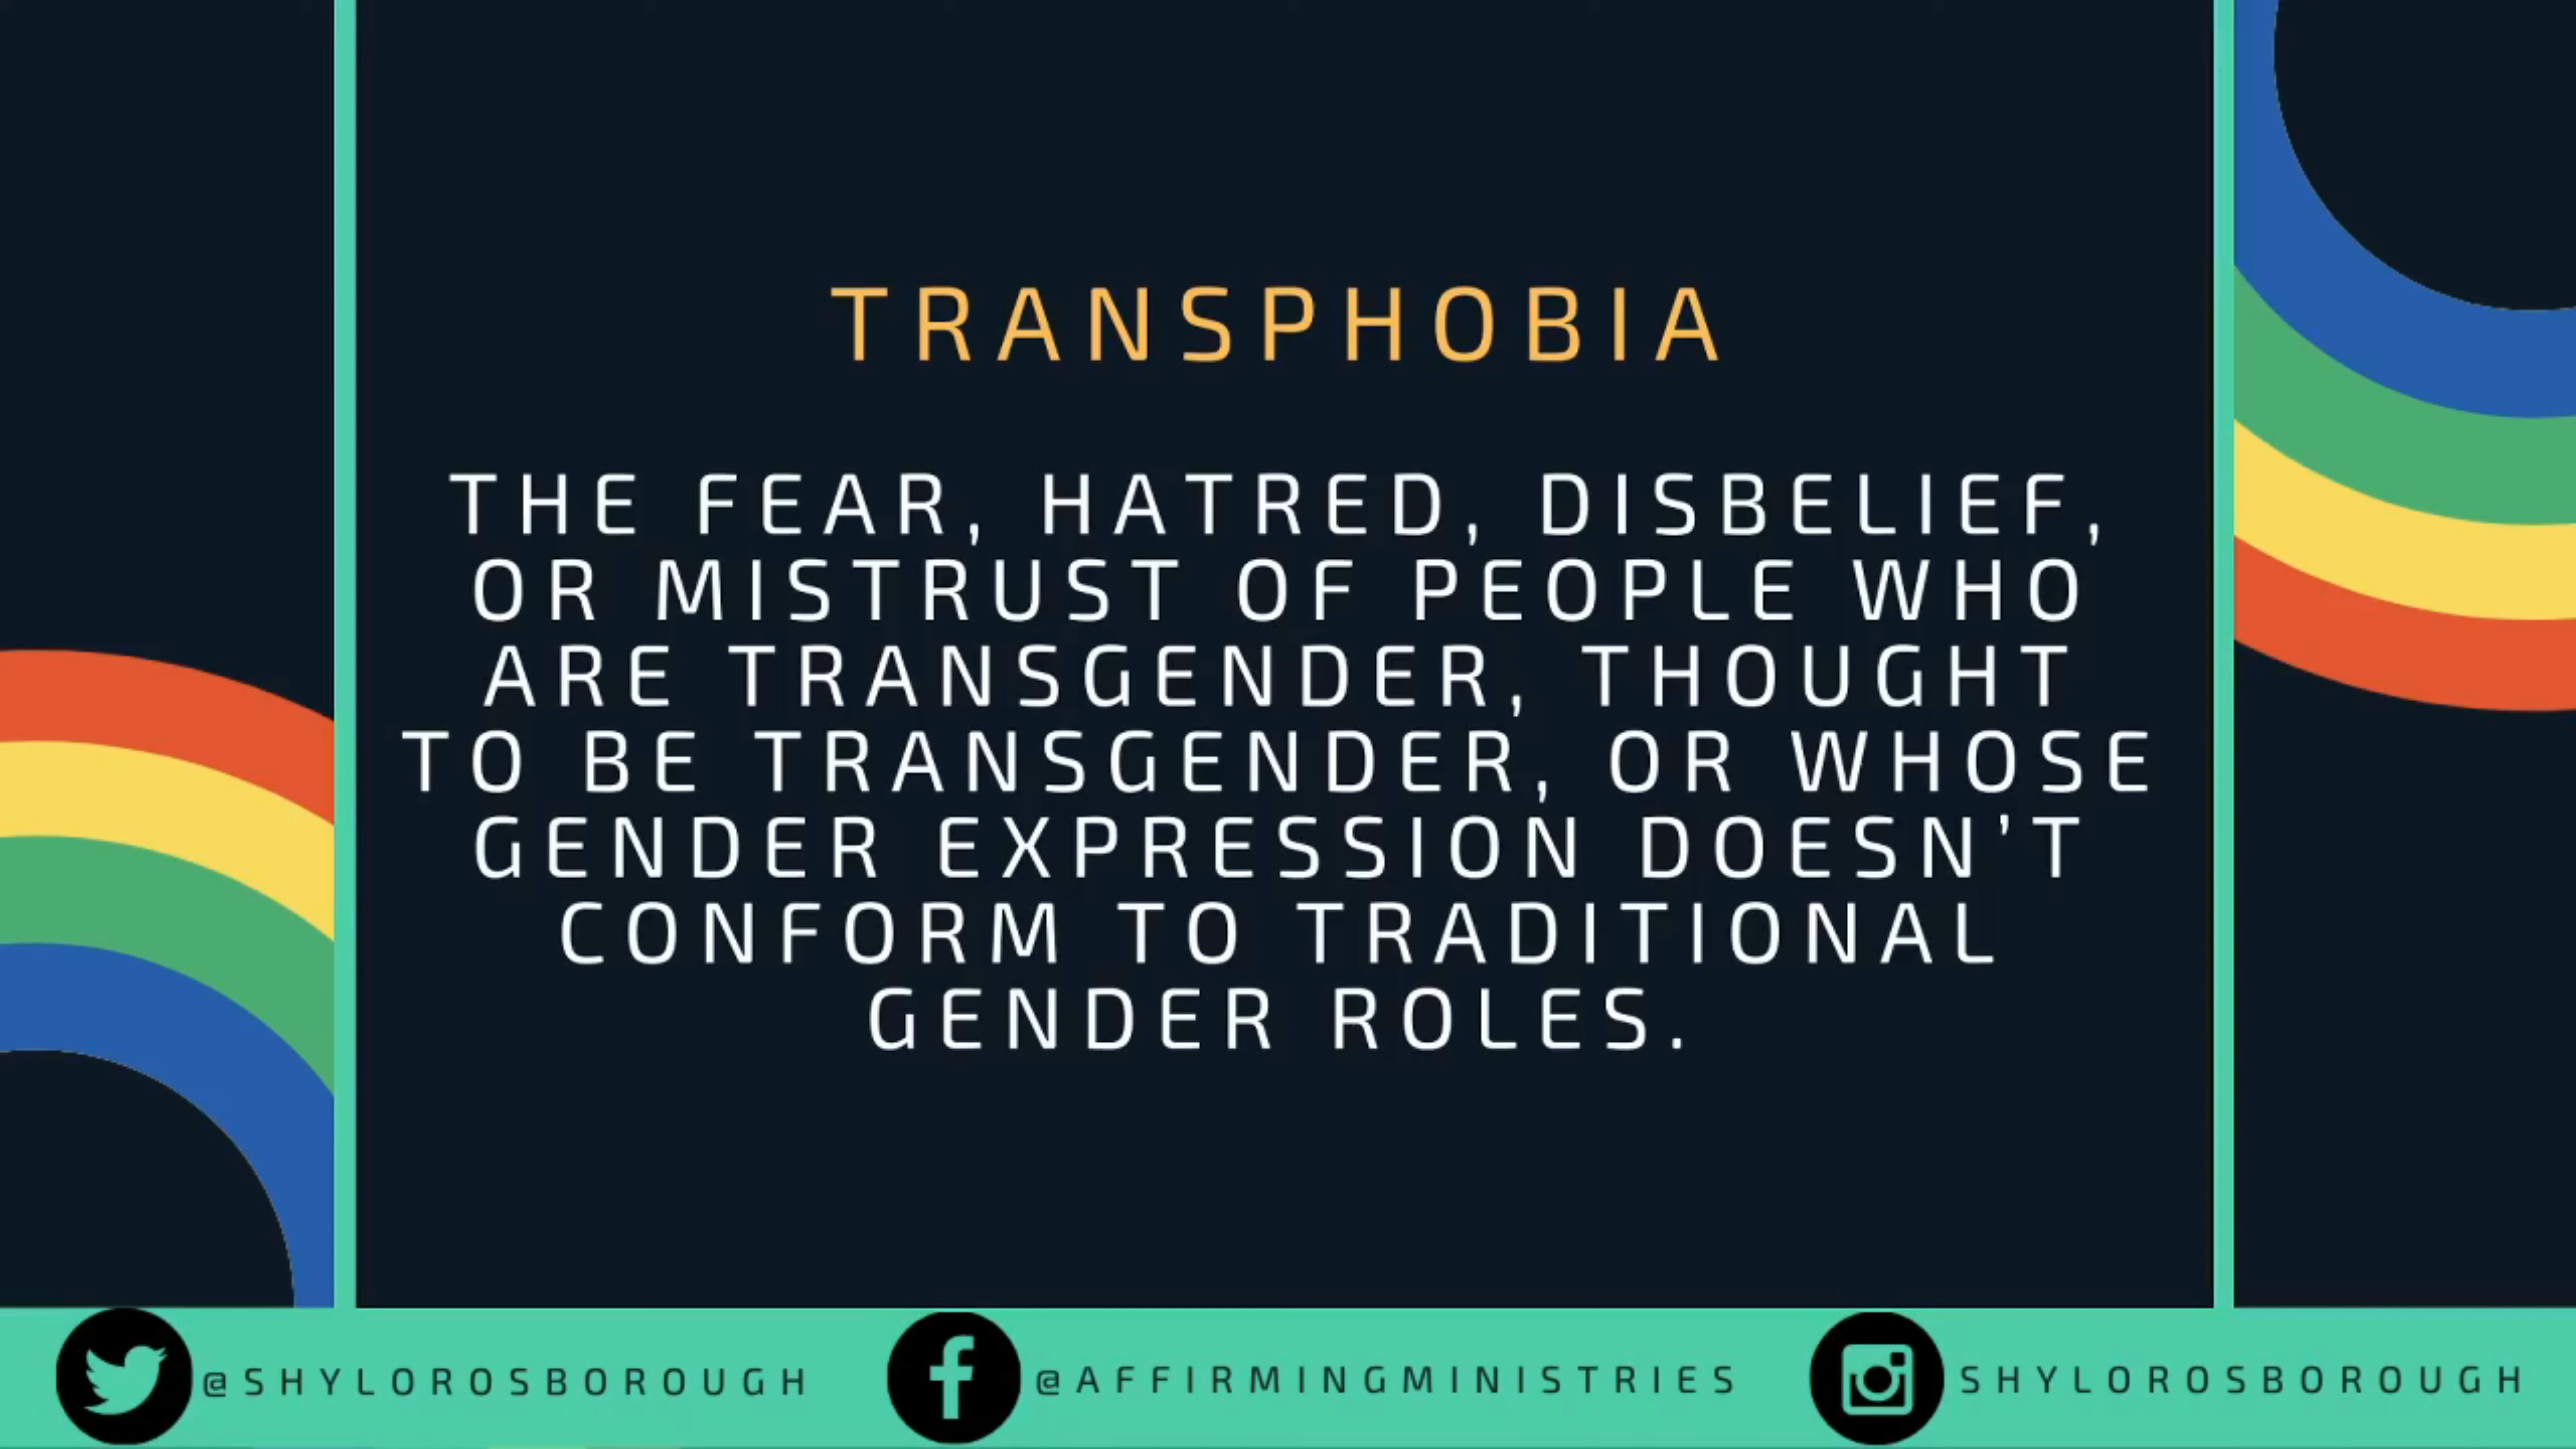 TRANSPHOBIA
THE FEAR, HATRED, DISBELIEF,
OR MISTRUST OF PEOPLE WHO
ARE TRANSGENDER, THOUGHT
TO BE TRANSGENDER, OR WHOSE
GENDER EXPRESSION DOESN’T
CONFORM TO TRADITIONAL
GENDER ROLES.
@SHYLOROSBOROUGH @AFFIRMINGMINISTRIES SHYLOROSBOROUGH